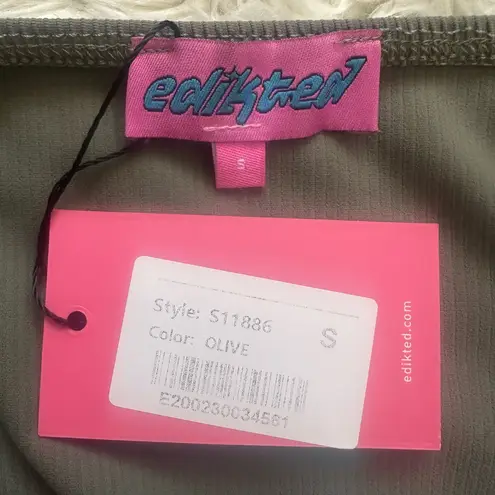 edikted
S
Style: S11886
S
Color: OLIVE
E200230034561
edikted.com